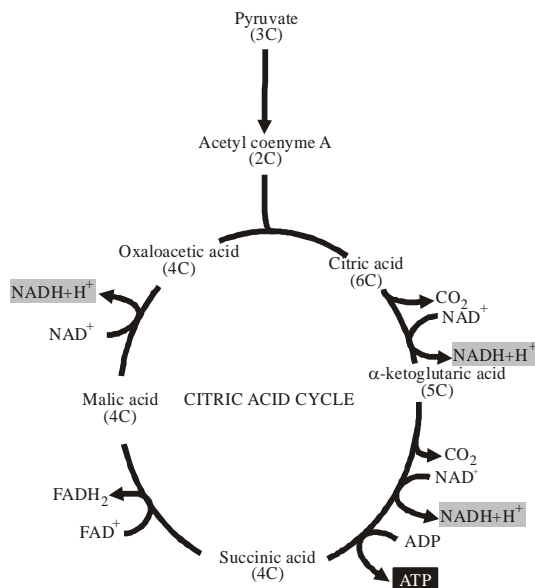 Pyruvate
(3C)
Acetyl coenyme A
(2C)
Oxaloacetic acid
(4C)
Citric acid
(6C)
CO2
NAD+
NADH+H+
α-ketoglutaric acid
(5C)
NADH+H+
NAD+
Malic acid
(4C)
CITRIC ACID CYCLE
CO2
NAD+
NADH+H+
ADP
ATP
FADH2
FAD+
Succinic acid
(4C)